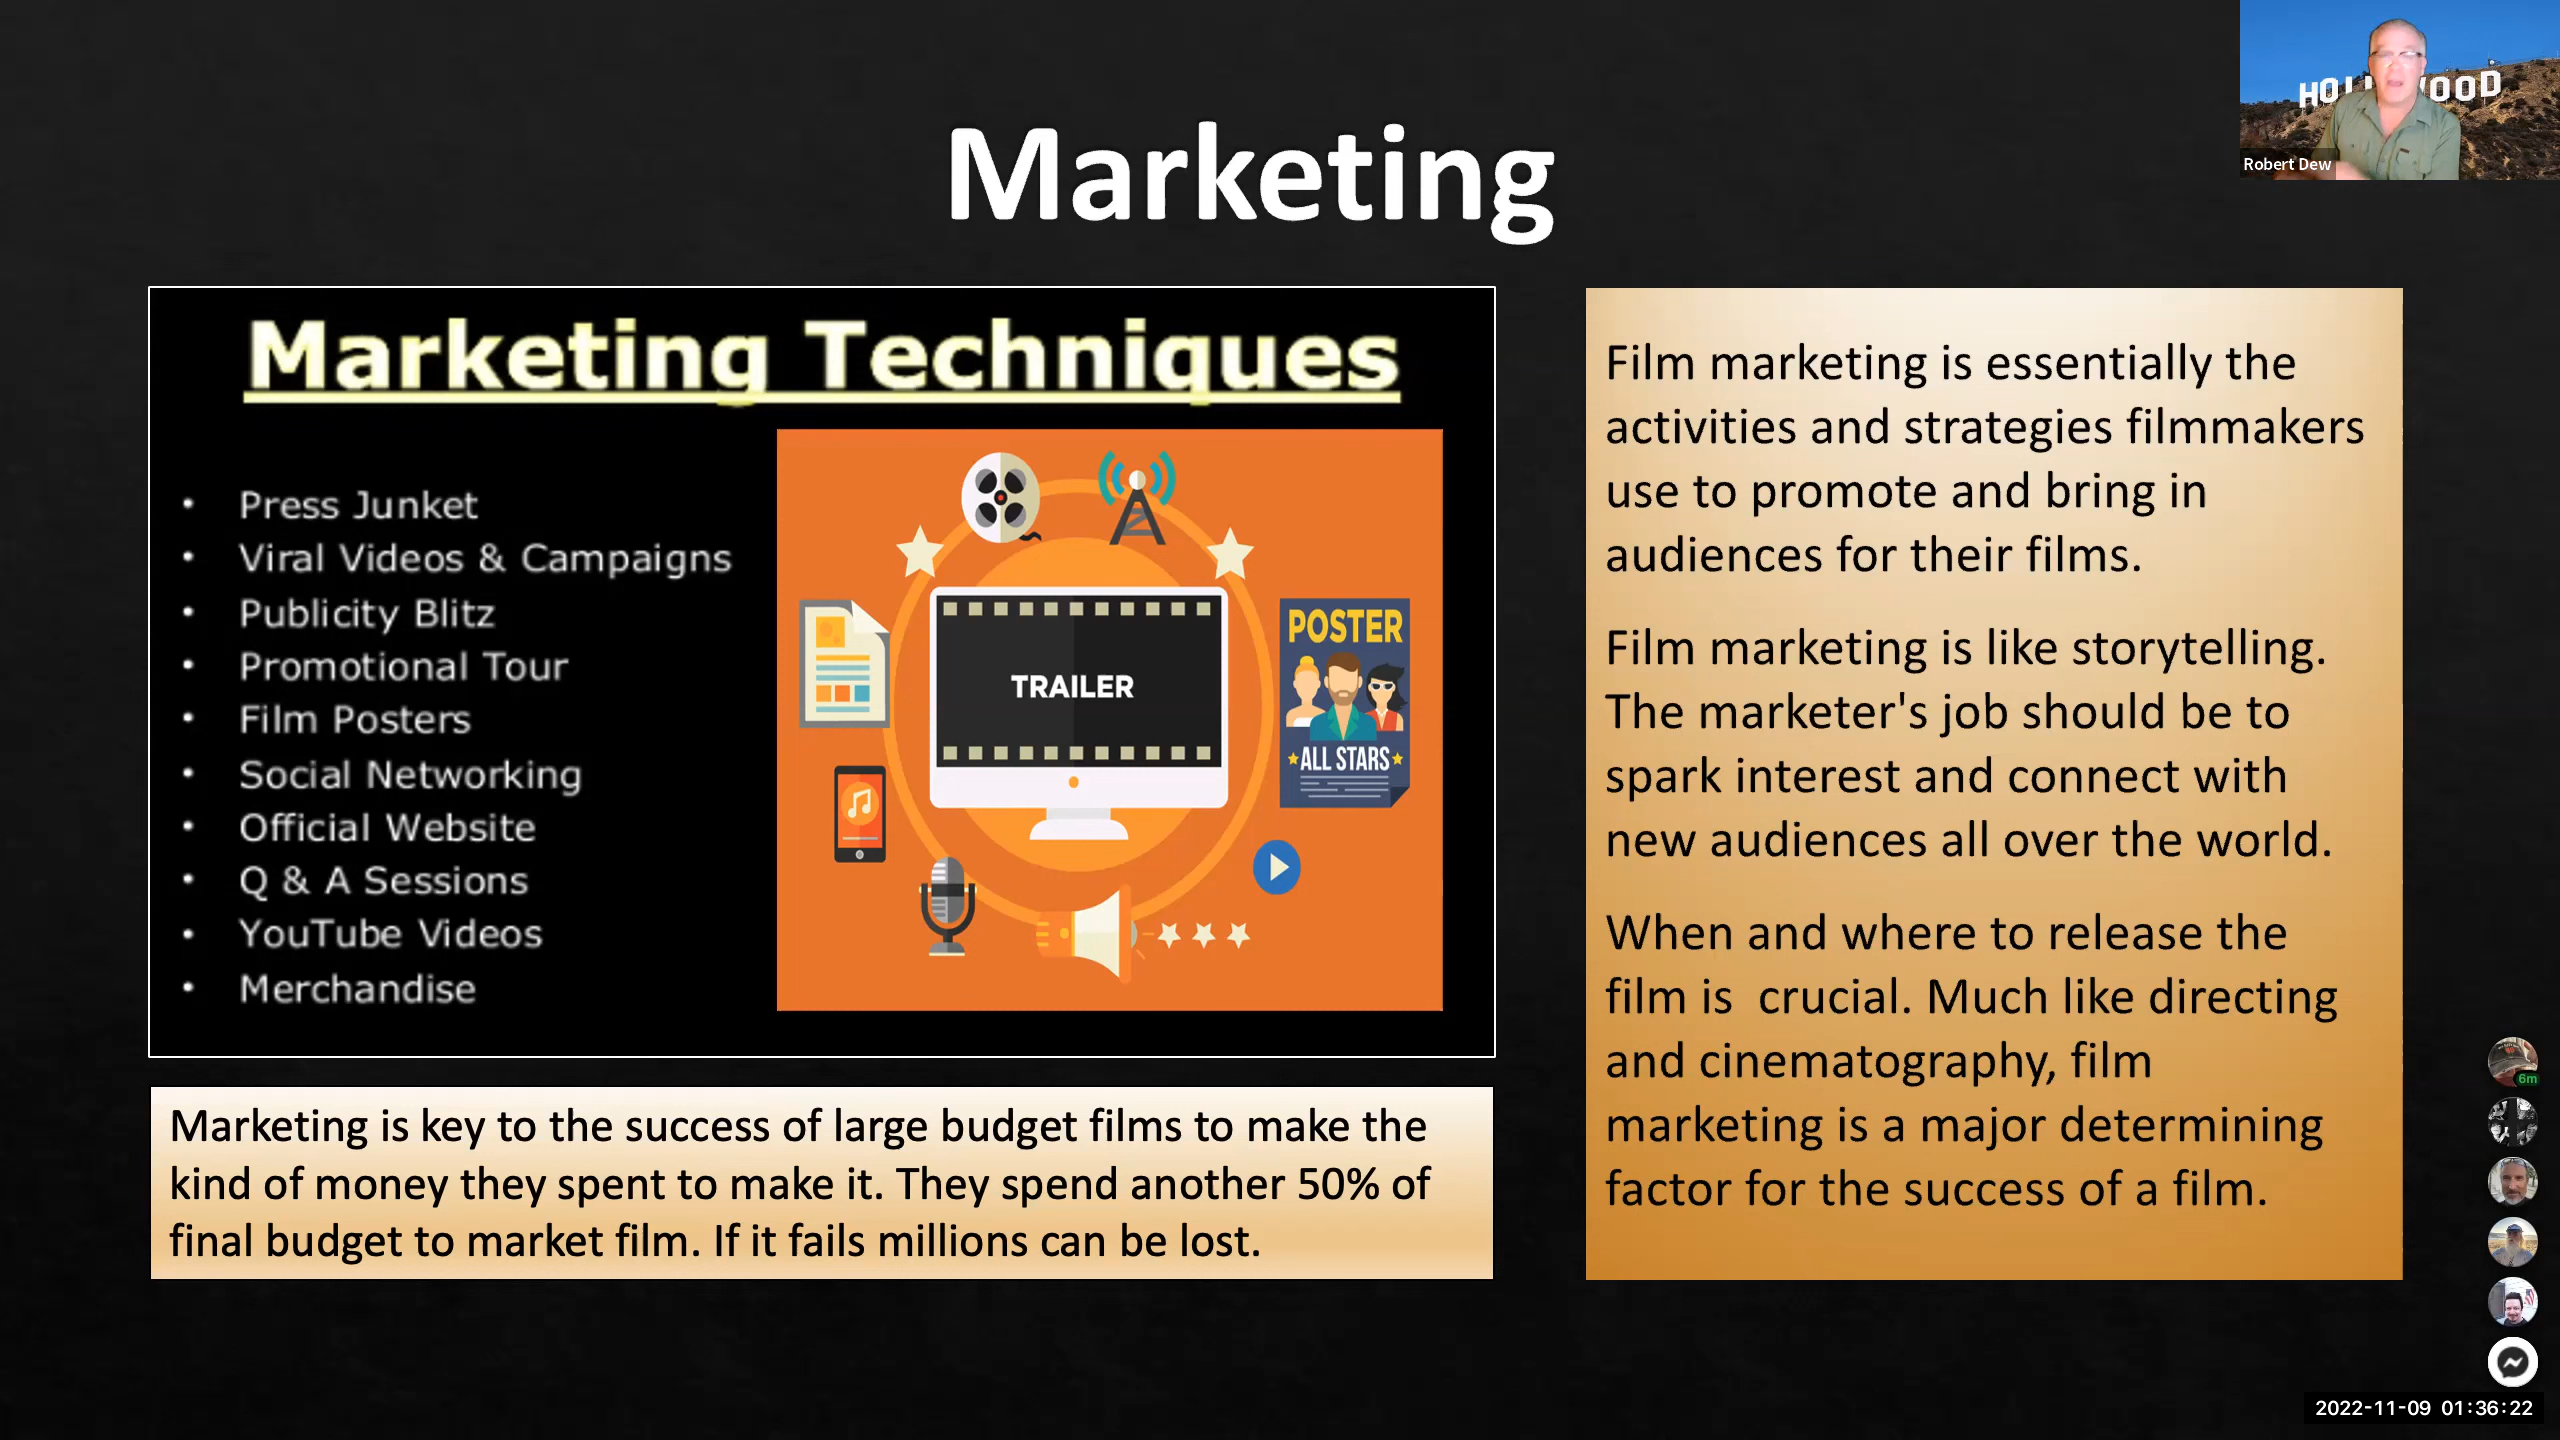 HOLLYWOOD
Robert Dew
Marketing
Marketing Techniques
• Press Junket
• Viral Videos & Campaigns
• Publicity Blitz
• Promotional Tour
• Film Posters
• Social Networking
• Official Website
• Q & A Sessions
• YouTube Videos
• Merchandise
TRAILER
POSTER
ALL STARS
Marketing is key to the success of large budget films to make the
kind of money they spent to make it. They spend another 50% of
final budget to market film. If it fails millions can be lost.
Film marketing is essentially the
activities and strategies filmmakers
use to promote and bring in
audiences for their films.
Film marketing is like storytelling.
The marketer's job should be to
spark interest and connect with
new audiences all over the world.
When and where to release the
film is  crucial. Much like directing
and cinematography, film
marketing is a major determining
factor for the success of a film.
6m
2022-11-09 01:36:22